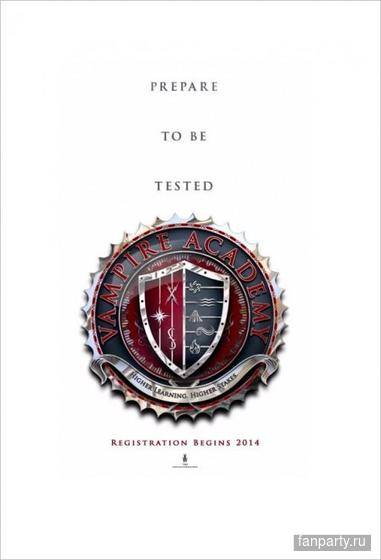 PREPARE
TO BE
TESTED
VAMPIRE ACADEMY
HIGHER LEARNING. HIGHER STAKES.
REGISTRATION BEGINS 2014
fanparty.ru